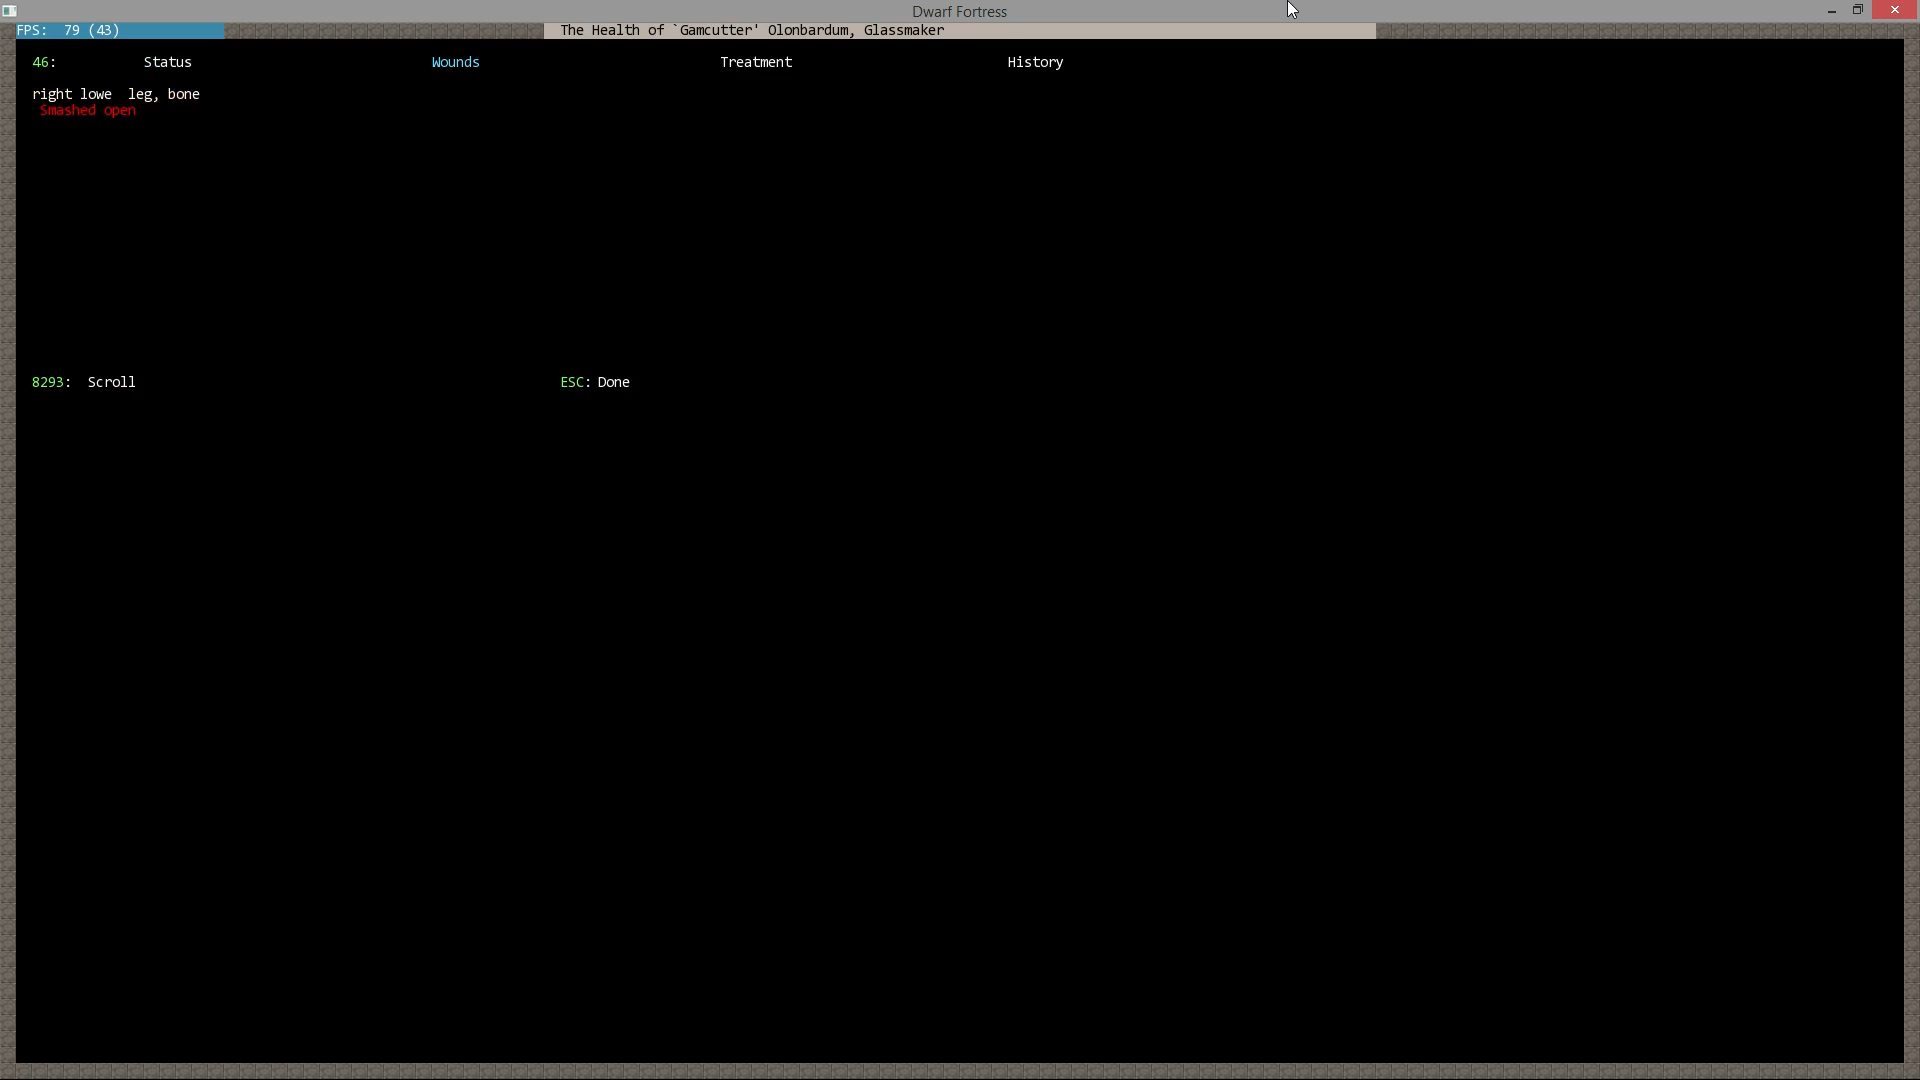 Dwarf Fortress
FPS: 79 (43)
The Health of `Gamcutter' Olonbardum, Glassmaker
46: Status Wounds Treatment History
right lowe leg, bone
Smashed open
8293: Scroll ESC: Done